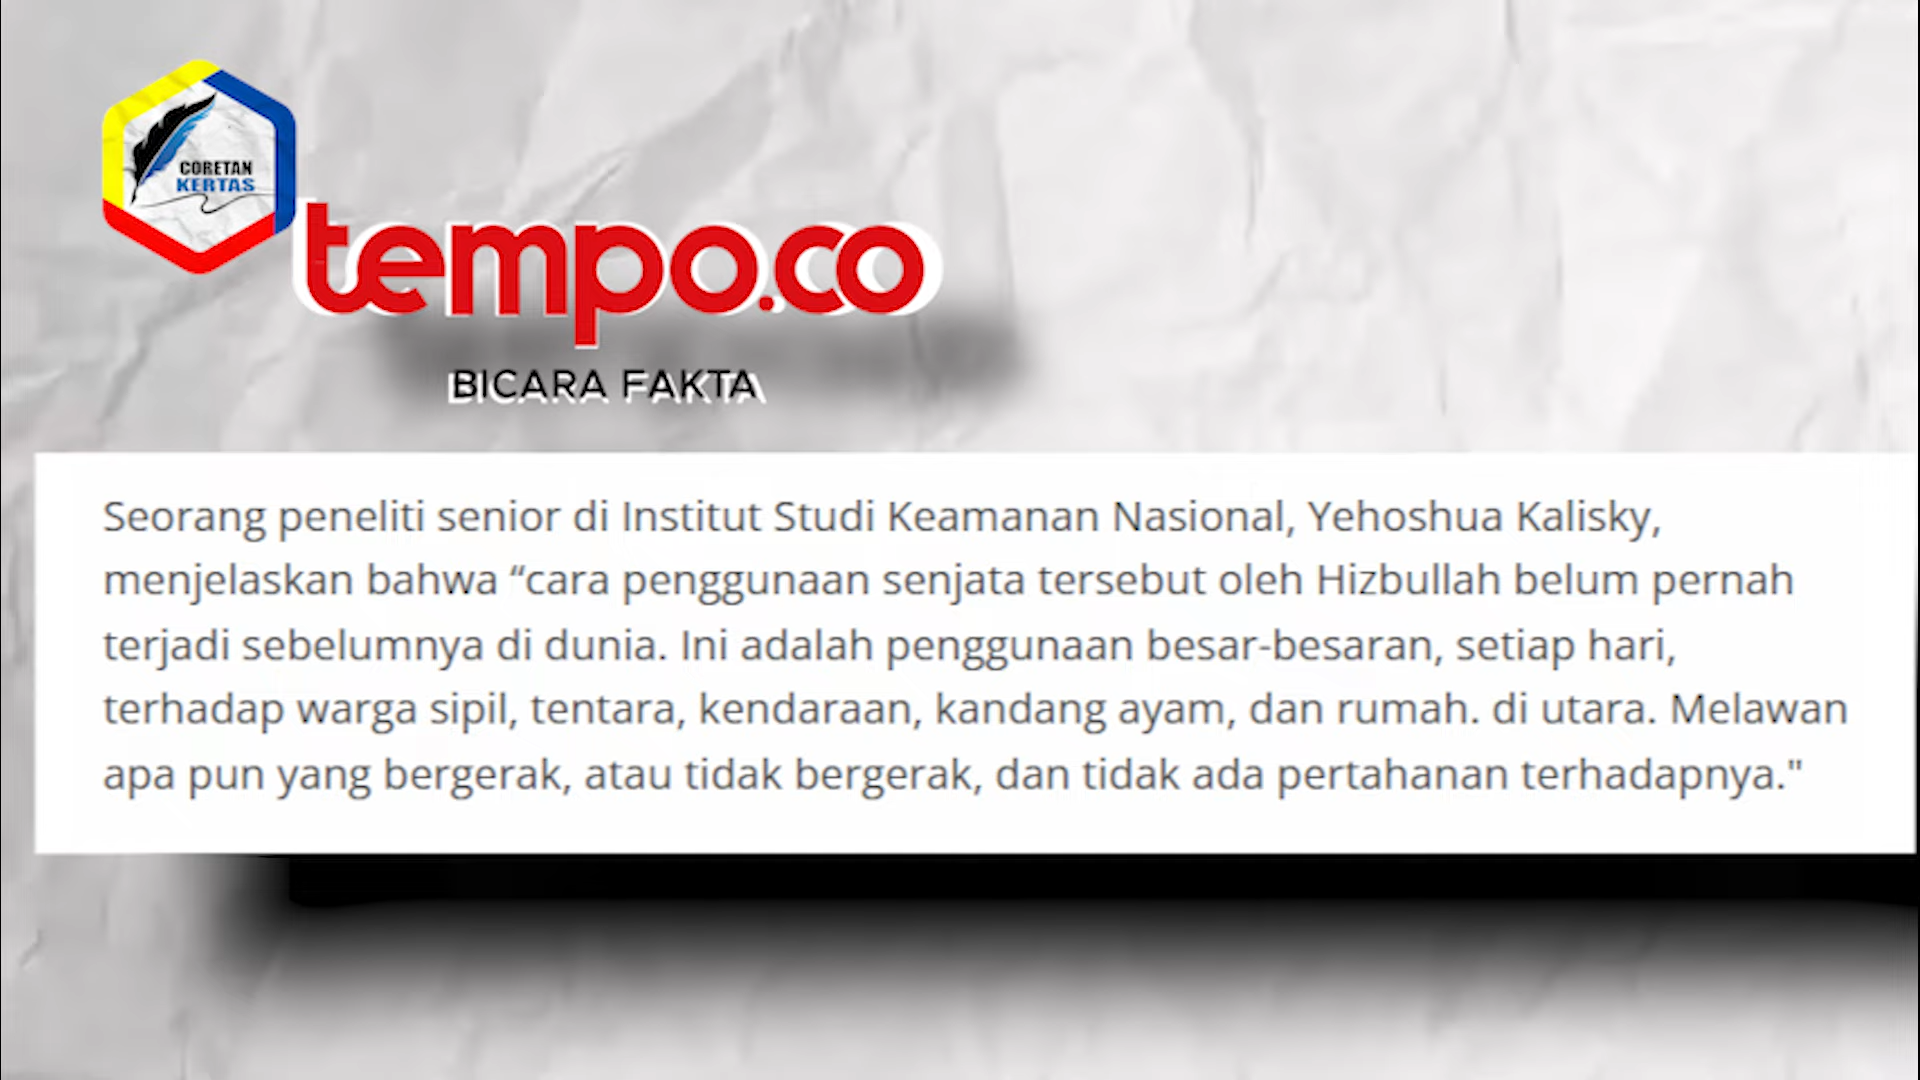 CORETAN
KERTAS
tempo.co
BICARA FAKTA
Seorang peneliti senior di Institut Studi Keamanan Nasional, Yehoshua Kalisky,
menjelaskan bahwa “cara penggunaan senjata tersebut oleh Hizbullah belum pernah
terjadi sebelumnya di dunia. Ini adalah penggunaan besar-besaran, setiap hari,
terhadap warga sipil, tentara, kendaraan, kandang ayam, dan rumah. di utara. Melawan
apa pun yang bergerak, atau tidak bergerak, dan tidak ada pertahanan terhadapnya."